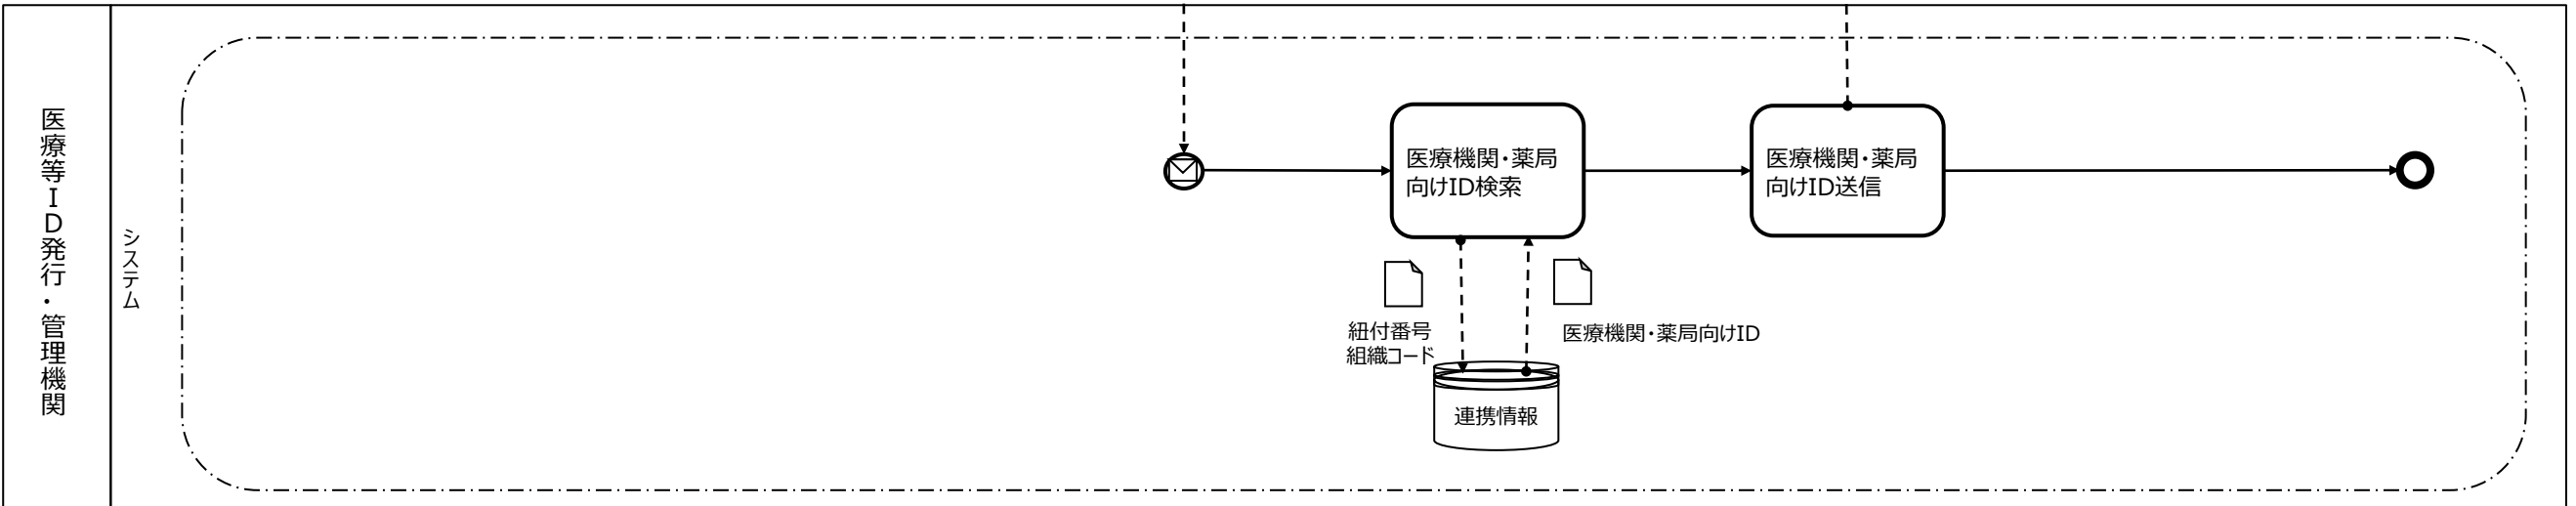 医療等ID発行・管理機関
システム
医療機関・薬局
向けID検索
医療機関・薬局
向けID送信
紐付番号
組織コード
医療機関・薬局向けID
連携情報